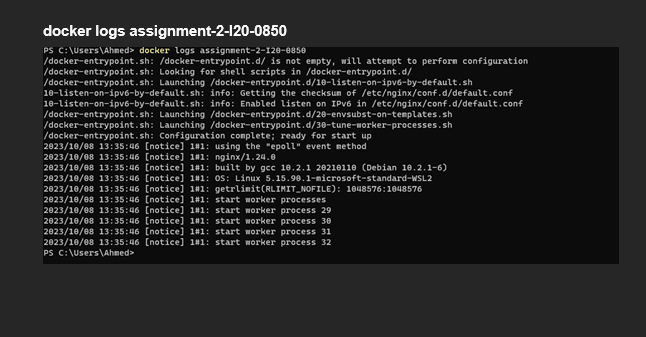 docker logs assignment-2-I20-0850
PS C:\Users\Ahmed> docker logs assignment-2-I20-0850
/docker-entrypoint.sh: /docker-entrypoint.d/ is not empty, will attempt to perform configuration
/docker-entrypoint.sh: Looking for shell scripts in /docker-entrypoint.d/
/docker-entrypoint.sh: Launching /docker-entrypoint.d/10-listen-on-ipv6-by-default.sh
10-listen-on-ipv6-by-default.sh: info: Getting the checksum of /etc/nginx/conf.d/default.conf
10-listen-on-ipv6-by-default.sh: info: Enabled listen on IPv6 in /etc/nginx/conf.d/default.conf
/docker-entrypoint.sh: Launching /docker-entrypoint.d/20-envsubst-on-templates.sh
/docker-entrypoint.sh: Launching /docker-entrypoint.d/30-tune-worker-processes.sh
/docker-entrypoint.sh: Configuration complete; ready for start up
2023/10/08 13:35:46 [notice] 1#1: using the "epoll" event method
2023/10/08 13:35:46 [notice] 1#1: nginx/1.24.0
2023/10/08 13:35:46 [notice] 1#1: built by gcc 10.2.1 20210110 (Debian 10.2.1-6)
2023/10/08 13:35:46 [notice] 1#1: OS: Linux 5.15.90.1-microsoft-standard-WSL2
2023/10/08 13:35:46 [notice] 1#1: getrlimit(RLIMIT_NOFILE): 1048576:1048576
2023/10/08 13:35:46 [notice] 1#1: start worker processes
2023/10/08 13:35:46 [notice] 1#1: start worker process 29
2023/10/08 13:35:46 [notice] 1#1: start worker process 30
2023/10/08 13:35:46 [notice] 1#1: start worker process 31
2023/10/08 13:35:46 [notice] 1#1: start worker process 32
PS C:\Users\Ahmed>